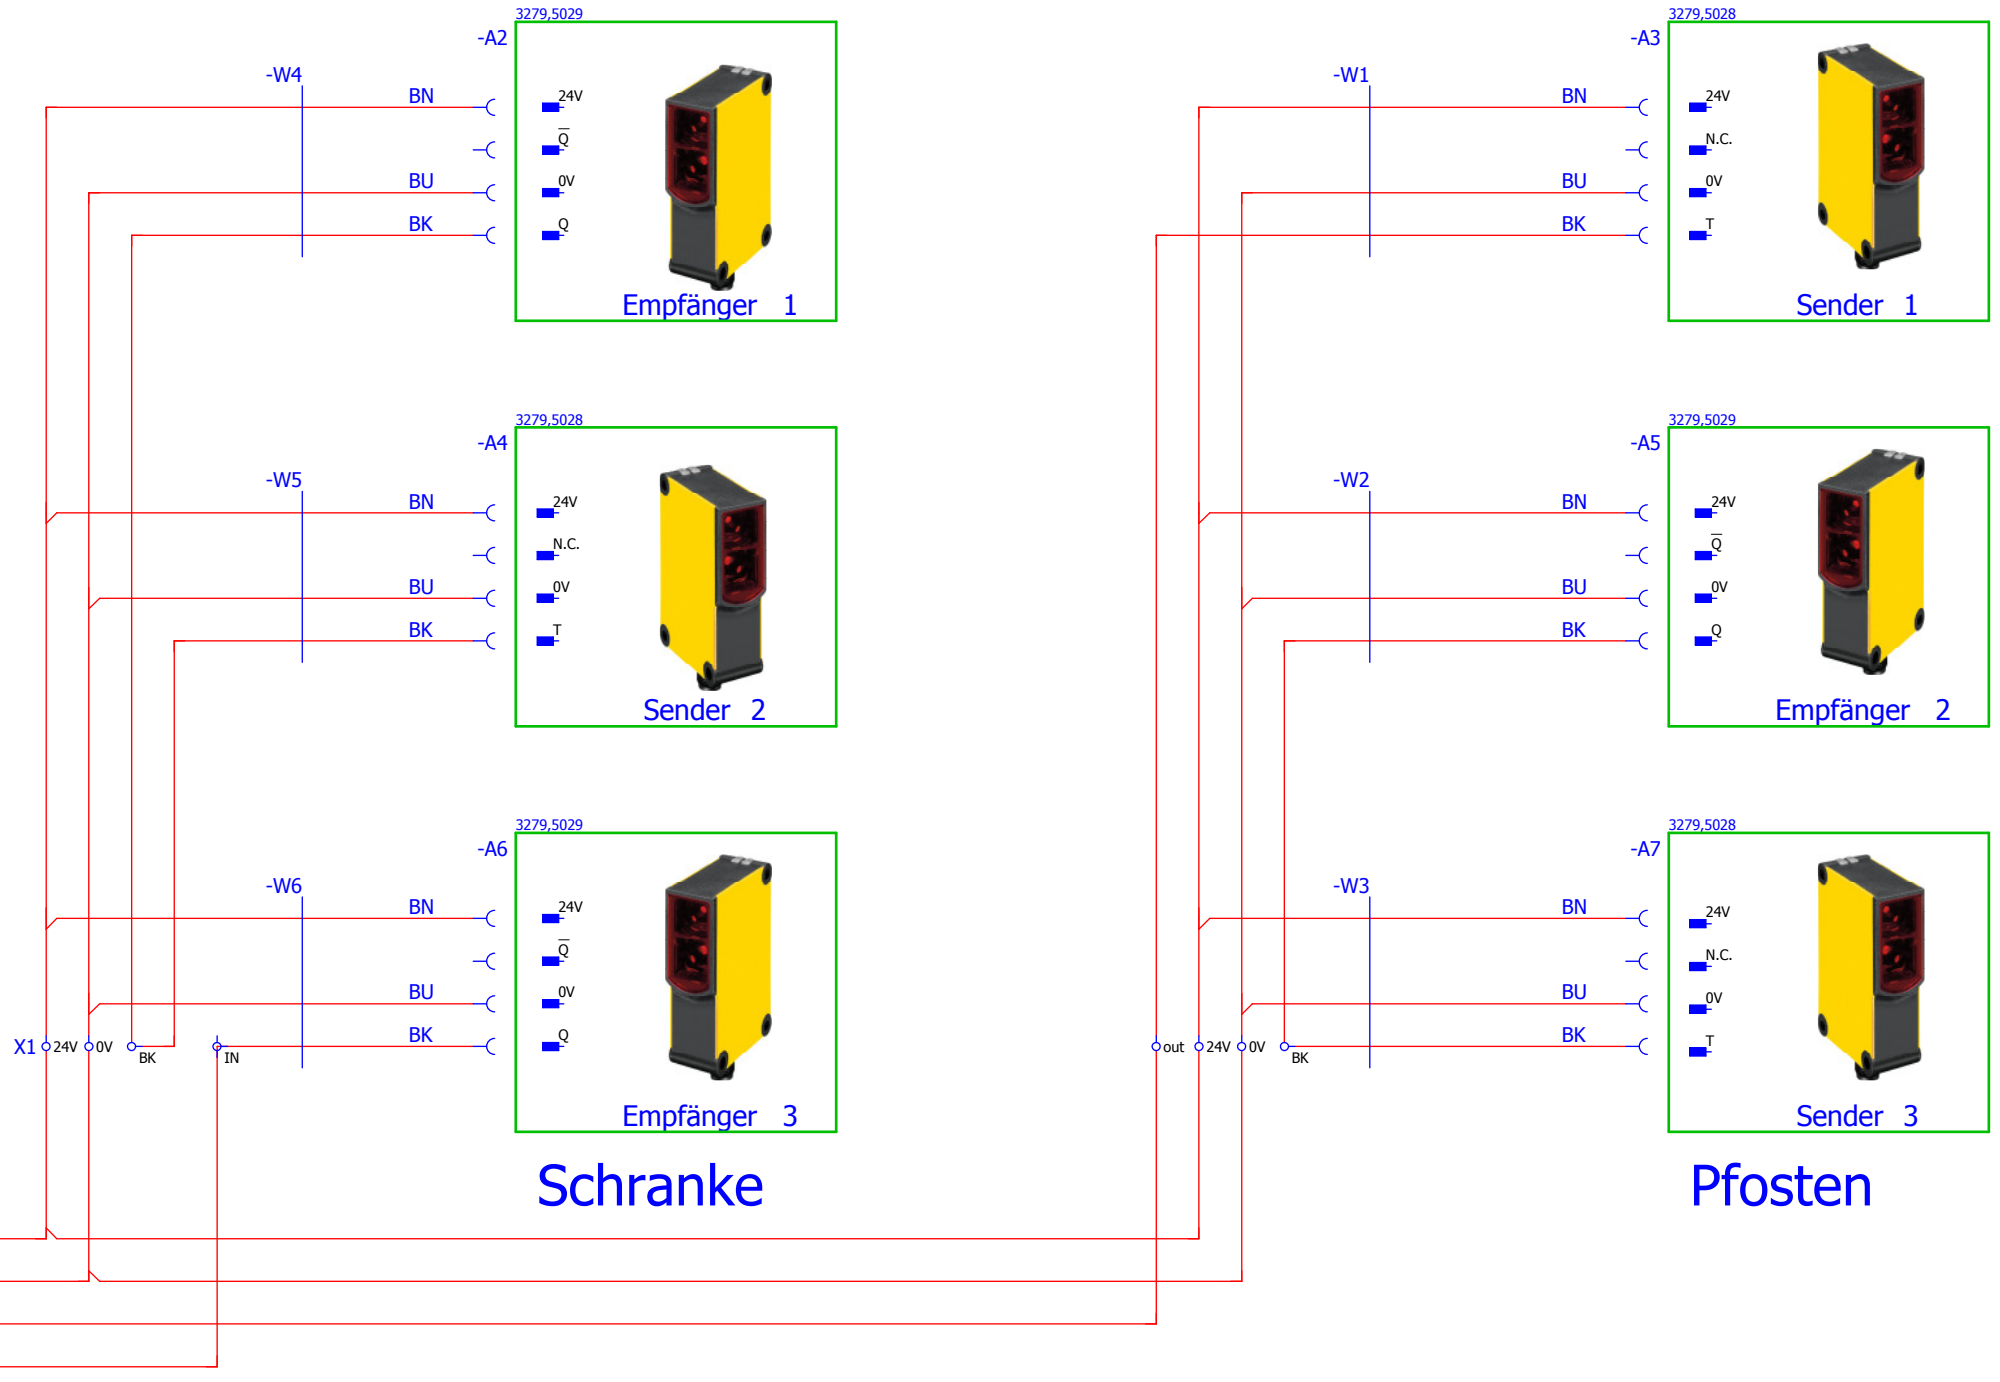 3279,5029
-A2
-W4
BN
24V
Q̅
BU
0V
BK
Q
Empfänger 1
3279,5028
-A3
-W1
BN
24V
N.C.
BU
0V
BK
T
Sender 1
3279,5028
-A4
-W5
BN
24V
N.C.
BU
0V
BK
T
Sender 2
3279,5029
-A5
-W2
BN
24V
Q̅
BU
0V
BK
Q
Empfänger 2
3279,5029
-A6
-W6
BN
24V
Q̅
BU
0V
BK
Q
X1 24V 0V BK IN
Empfänger 3
Schranke
3279,5028
-A7
-W3
BN
24V
N.C.
BU
0V
BK
T
out 24V 0V BK
Sender 3
Pfosten